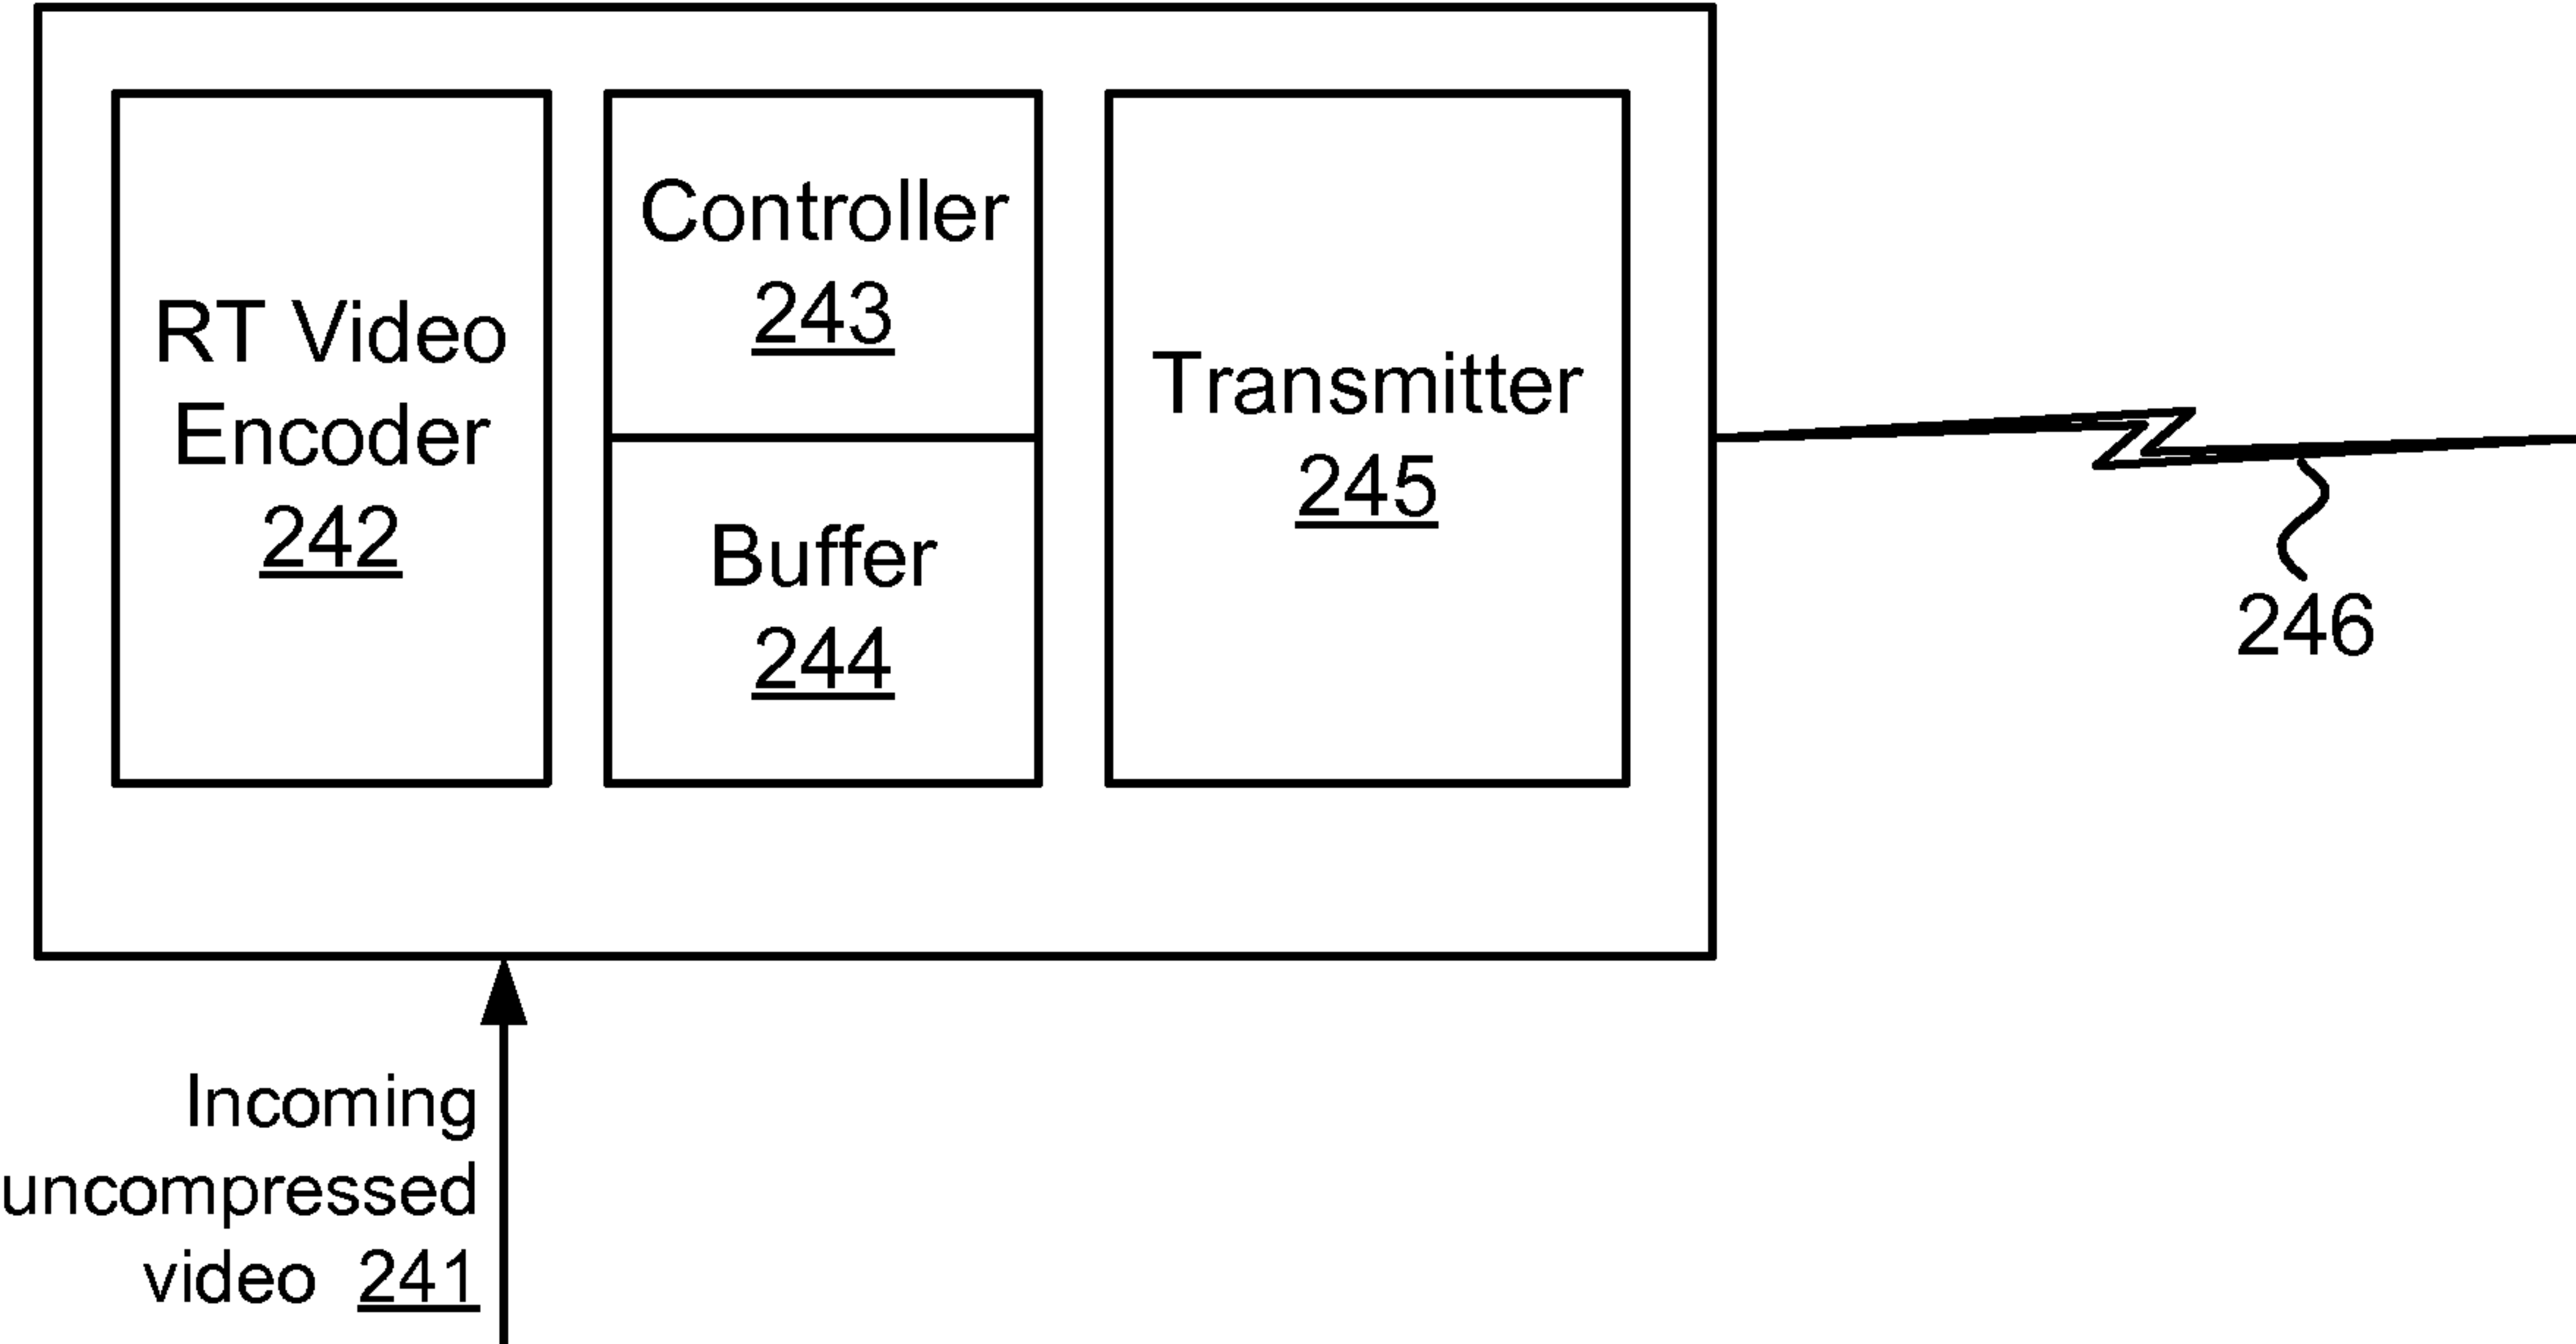 RT Video
Encoder
242
Controller
243
Buffer
244
Transmitter
245
246
Incoming
uncompressed
video 241